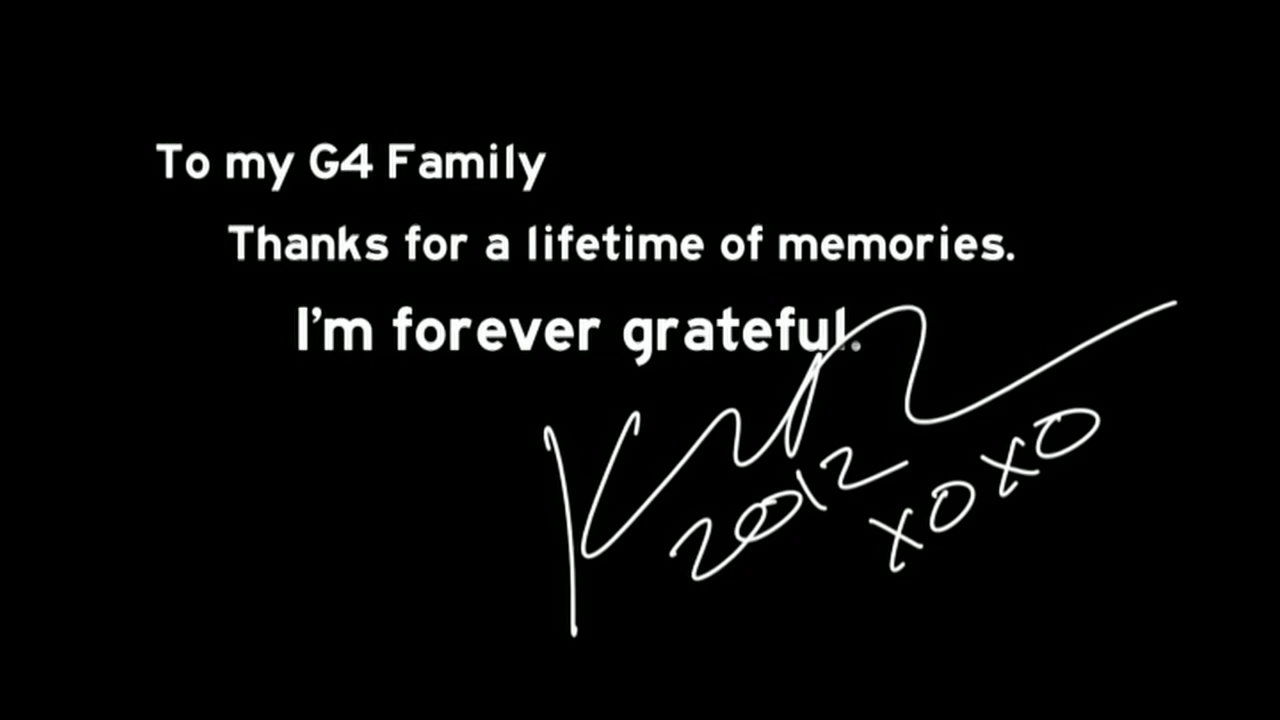 To my G4 Family
Thanks for a lifetime of memories.
I'm forever grateful.
2012
XOXO